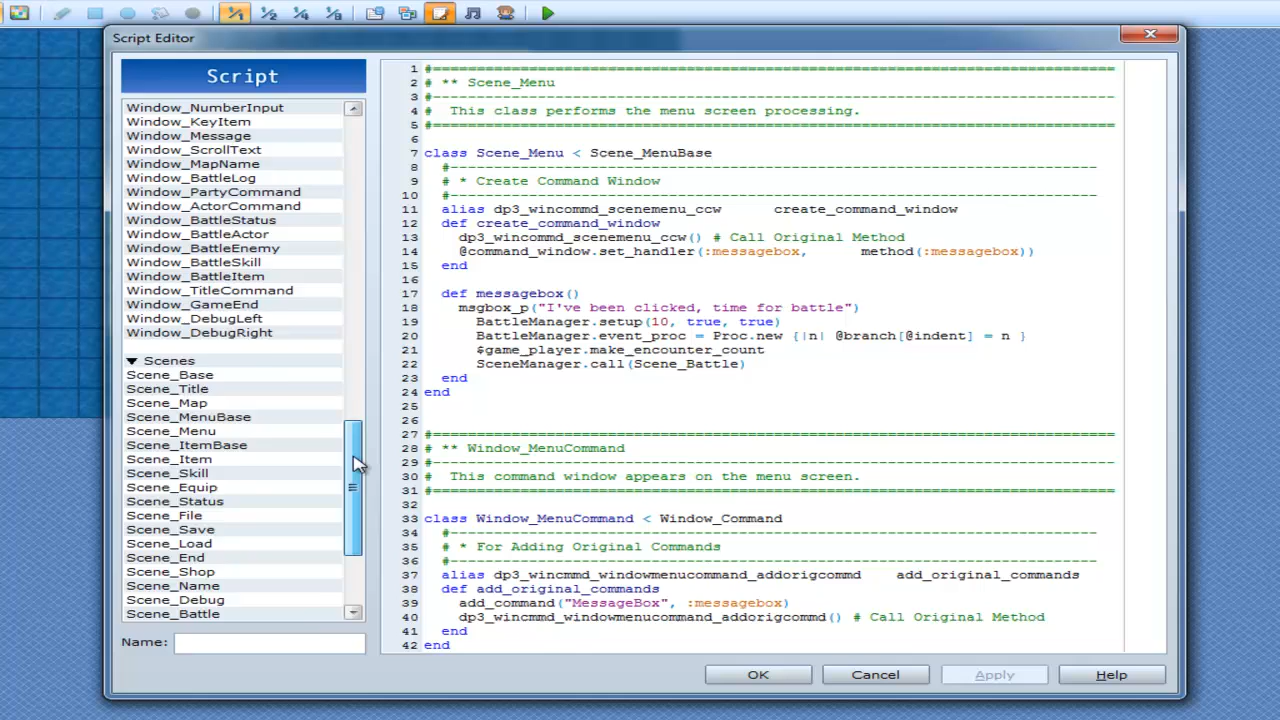 Script Editor
Script
Window_NumberInput
Window_KeyItem
Window_Message
Window_ScrollText
Window_MapName
Window_BattleLog
Window_PartyCommand
Window_ActorCommand
Window_BattleStatus
Window_BattleActor
Window_BattleEnemy
Window_BattleSkill
Window_BattleItem
Window_TitleCommand
Window_GameEnd
Window_DebugLeft
Window_DebugRight
▼ Scenes
Scene_Base
Scene_Title
Scene_Map
Scene_MenuBase
Scene_Menu
Scene_ItemBase
Scene_Item
Scene_Skill
Scene_Equip
Scene_Status
Scene_File
Scene_Save
Scene_Load
Scene_End
Scene_Shop
Scene_Name
Scene_Debug
Scene_Battle
Name:
1 #==============================================================================
2 # ** Scene_Menu
3 #------------------------------------------------------------------------------
4 #  This class performs the menu screen processing.
5 #==============================================================================
6
7 class Scene_Menu < Scene_MenuBase
8   #--------------------------------------------------------------------------
9   # * Create Command Window
10   #--------------------------------------------------------------------------
11   alias dp3_wincommd_scenemenu_ccw      create_command_window
12   def create_command_window
13     dp3_wincommd_scenemenu_ccw() # Call Original Method
14     @command_window.set_handler(:messagebox,      method(:messagebox))
15   end
16
17   def messagebox()
18     msgbox_p("I've been clicked, time for battle")
19       BattleManager.setup(10, true, true)
20       BattleManager.event_proc = Proc.new {|n| @branch[@indent] = n }
21       $game_player.make_encounter_count
22       SceneManager.call(Scene_Battle)
23   end
24 end
25
26
27 #==============================================================================
28 # ** Window_MenuCommand
29 #------------------------------------------------------------------------------
30 #  This command window appears on the menu screen.
31 #==============================================================================
32
33 class Window_MenuCommand < Window_Command
34   #--------------------------------------------------------------------------
35   # * For Adding Original Commands
36   #--------------------------------------------------------------------------
37   alias dp3_wincmmd_windowmenucommand_addorigcommd    add_original_commands
38   def add_original_commands
39     add_command("MessageBox", :messagebox)
40     dp3_wincmmd_windowmenucommand_addorigcommd() # Call Original Method
41   end
42 end
OK Cancel Apply Help